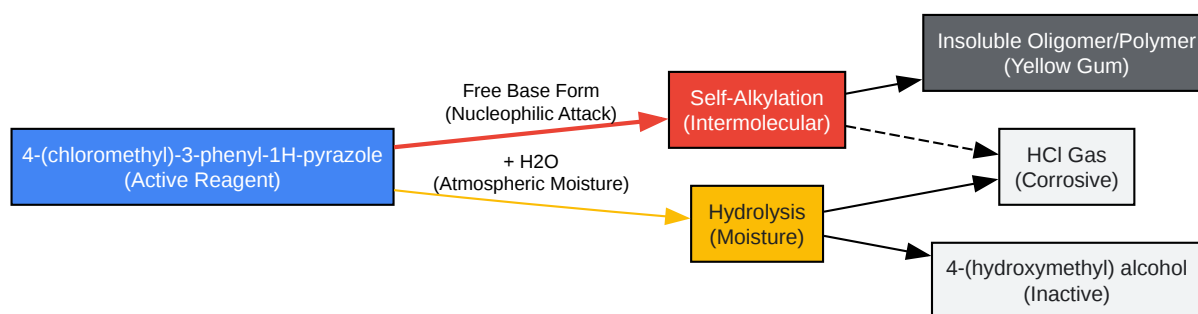 4-(chloromethyl)-3-phenyl-1H-pyrazole
(Active Reagent)
Free Base Form
(Nucleophilic Attack)
+ H2O
(Atmospheric Moisture)
Self-Alkylation
(Intermolecular)
Hydrolysis
(Moisture)
Insoluble Oligomer/Polymer
(Yellow Gum)
HCl Gas
(Corrosive)
4-(hydroxymethyl) alcohol
(Inactive)